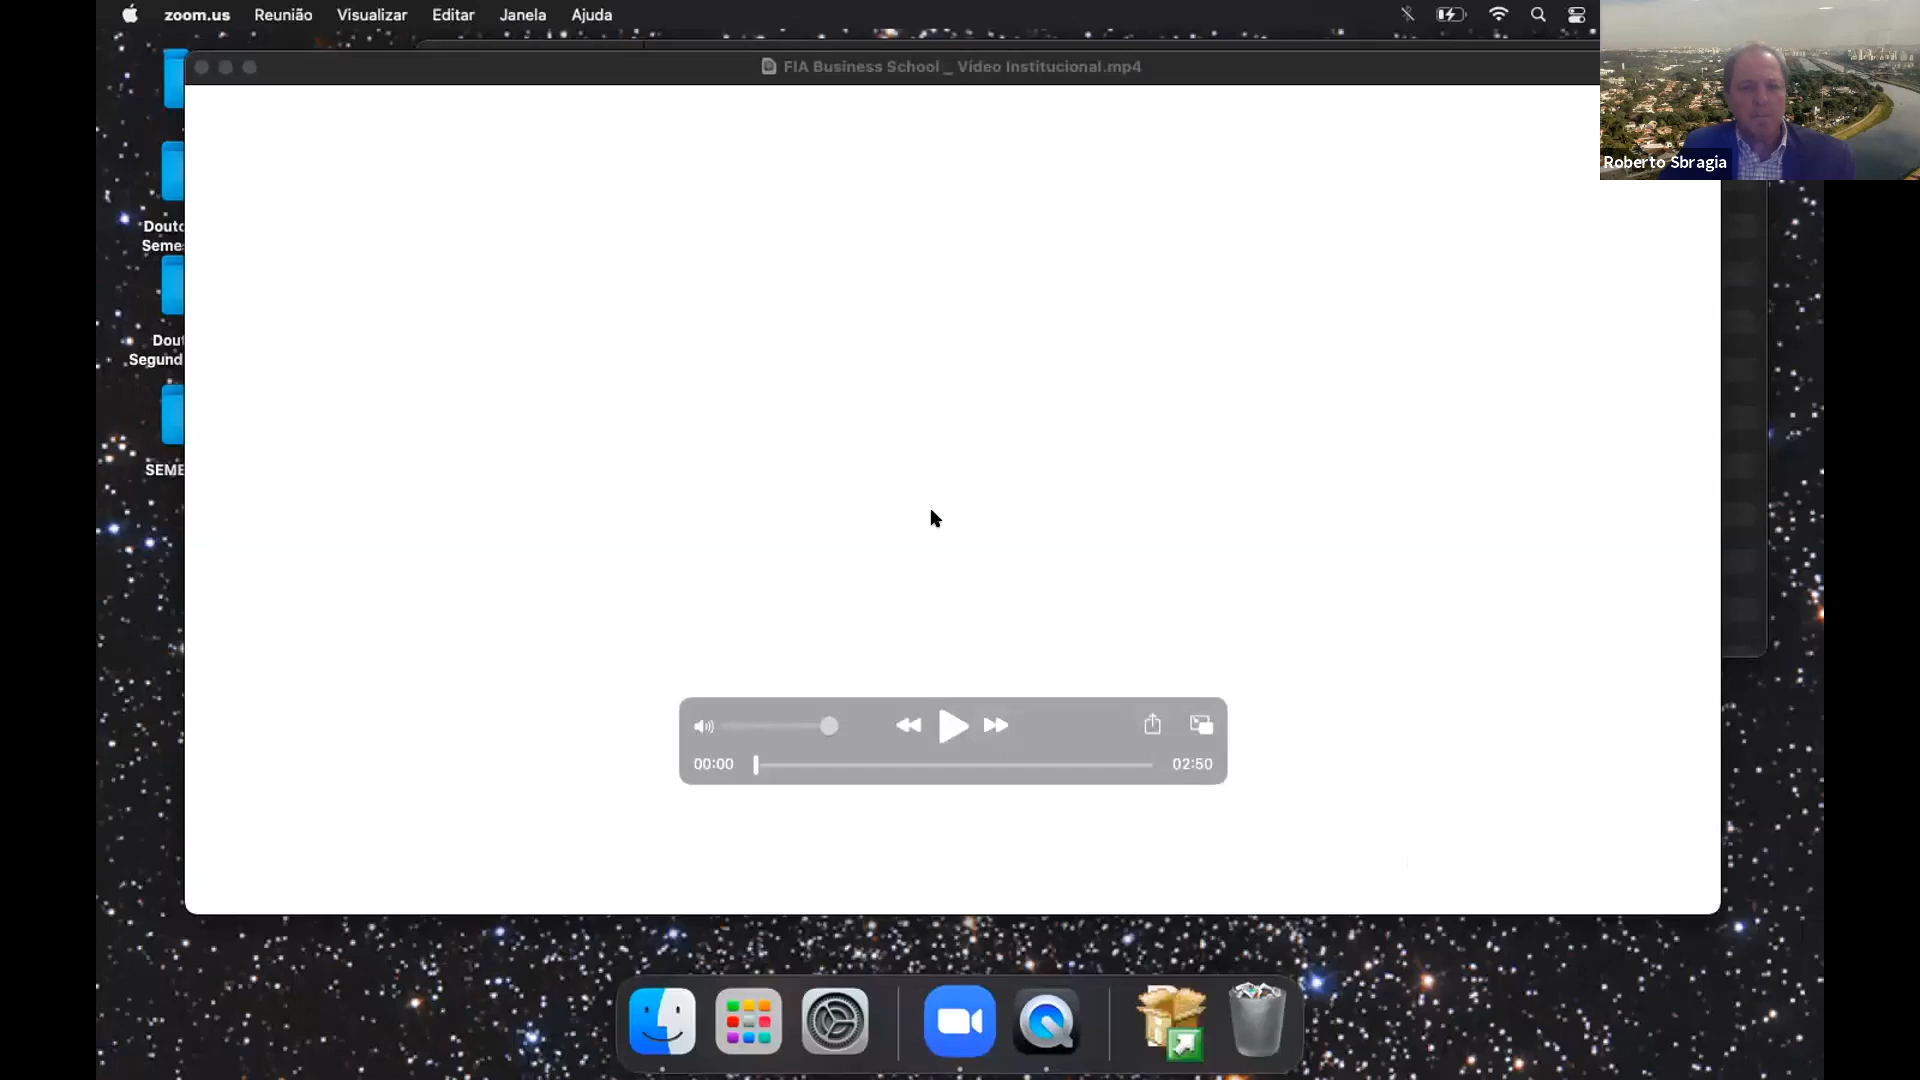 zoom.us Reunião Visualizar Editar Janela Ajuda
FIA Business School _ Vídeo Institucional.mp4
Roberto Sbragia
Douto
Seme
Dout
Segund
SEME
00:00 02:50